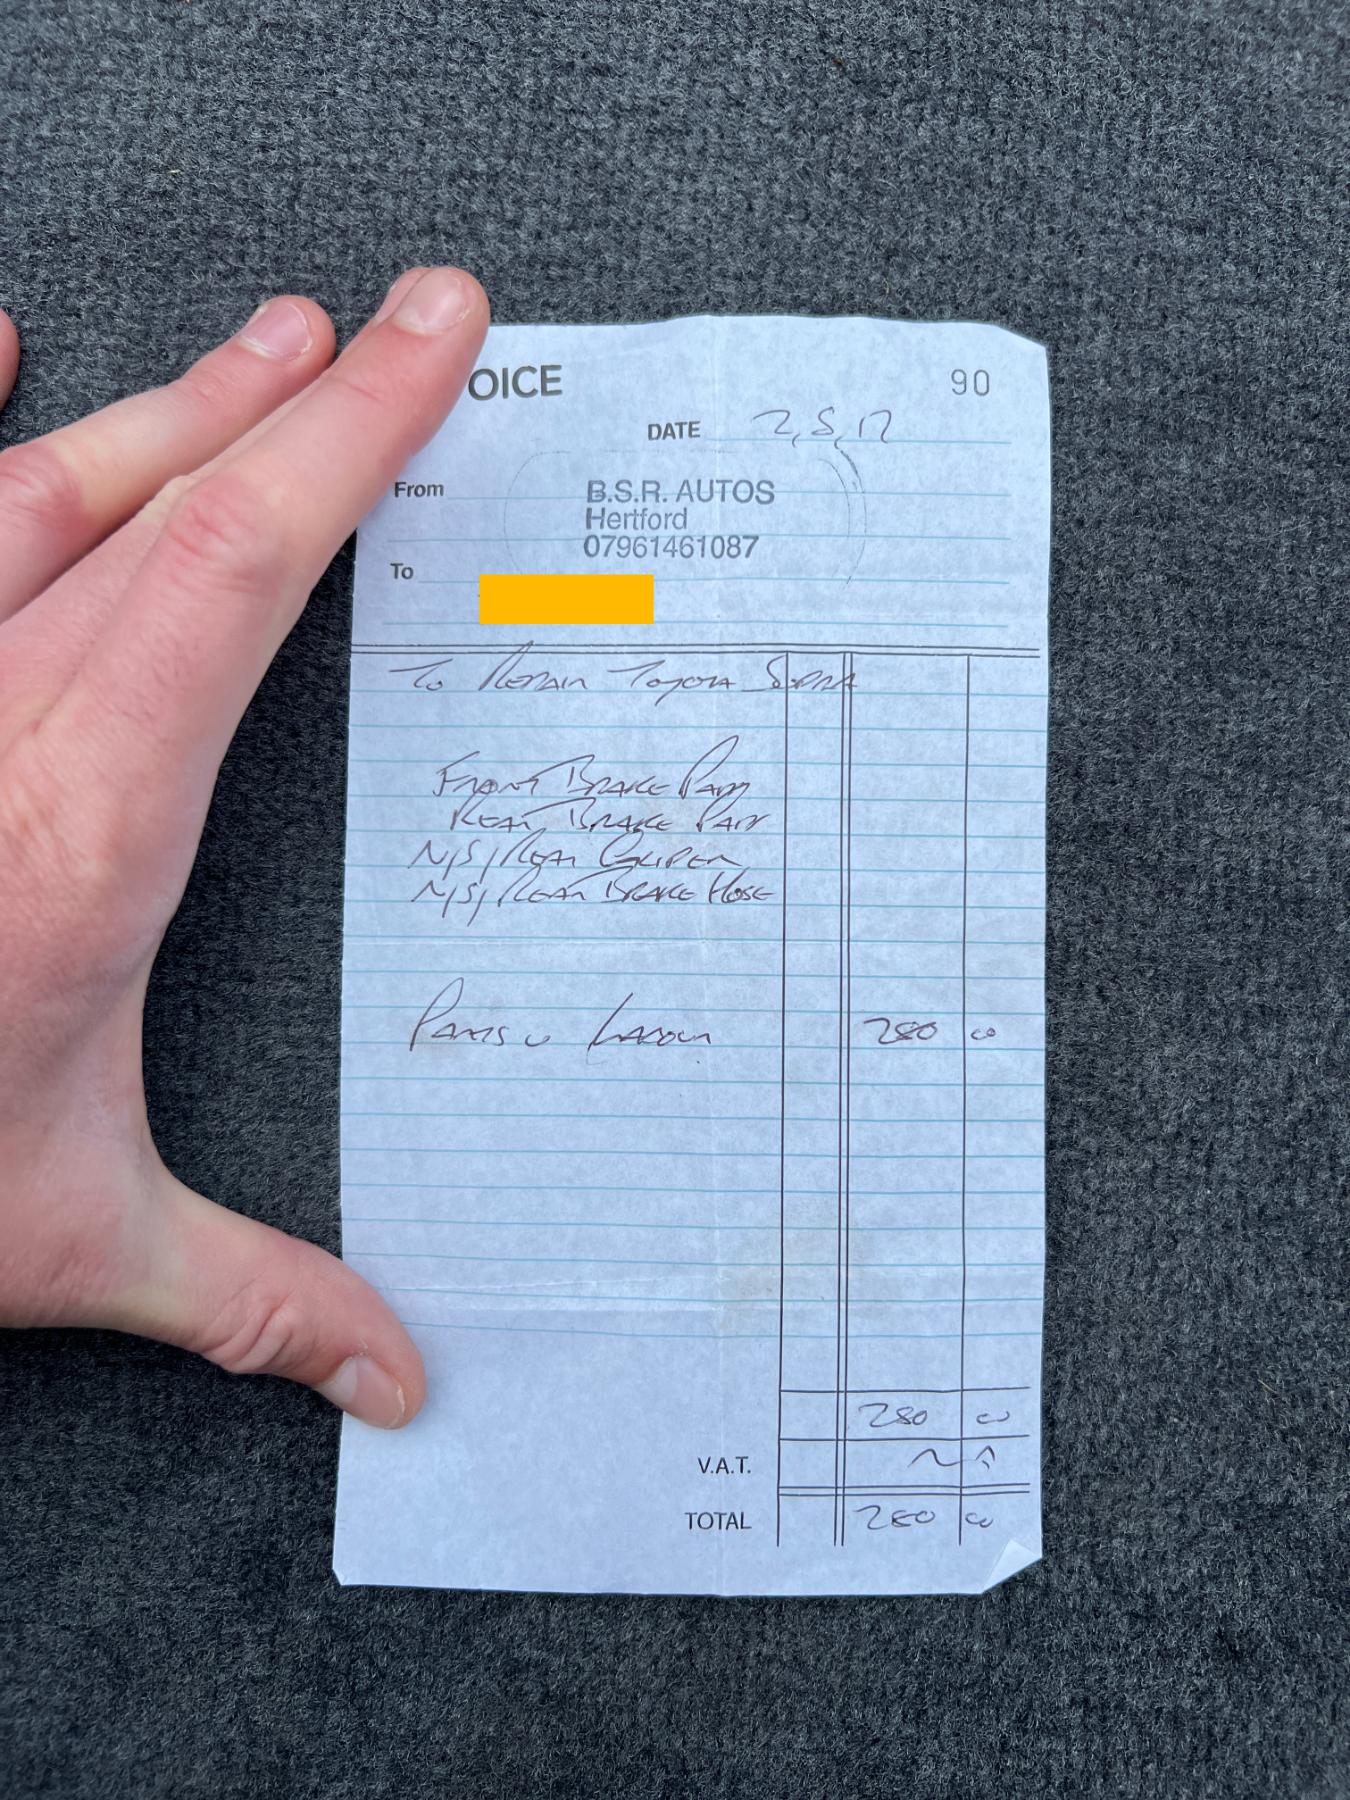 OICE 90
DATE 2,5,17
From B.S.R. AUTOS
Hertford
07961461087
To
To Repair Toyota Supra
Front Brake Pads
Rear Brake Pads
N/S/Rear Caliper
N/S/Rear Brake Hose
Parts & Labour 280 00
280 00
V.A.T.
TOTAL 280 00